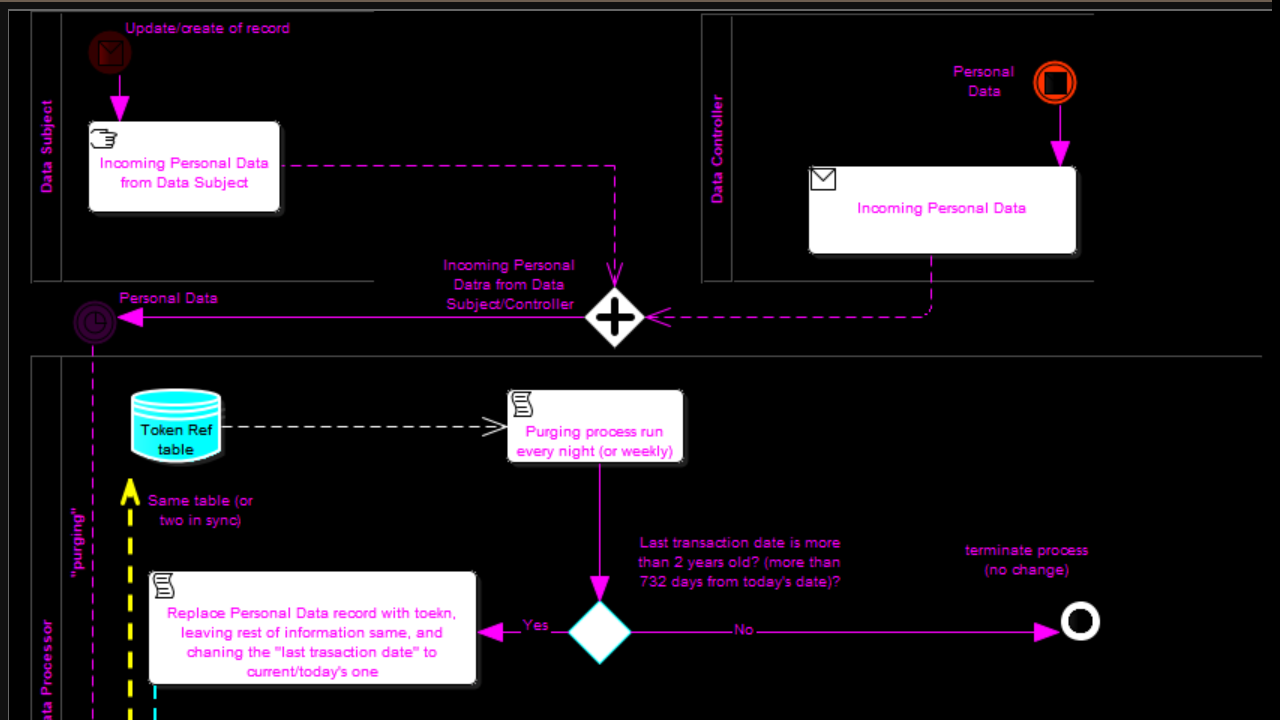 Update/create of record
Data Subject
Incoming Personal Data
from Data Subject
Data Controller
Personal
Data
Incoming Personal Data
Incoming Personal
Datra from Data
Subject/Controller
Personal Data
Token Ref
table
Purging process run
every night (or weekly)
Same table (or
two in sync)
"purging"
Last transaction date is more
than 2 years old? (more than
732 days from today's date)?
terminate process
(no change)
Yes
No
Replace Personal Data record with toekn,
leaving rest of information same, and
chaning the "last trasaction date" to
current/today's one
ata Processor